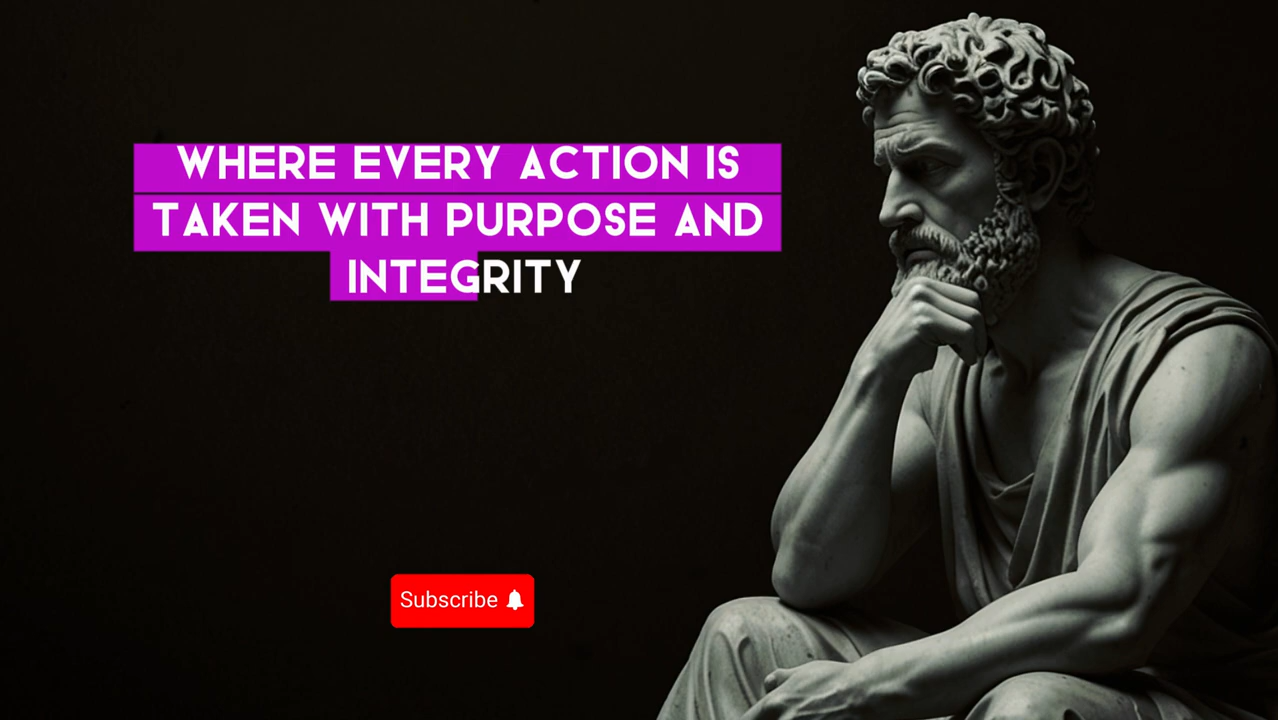 WHERE EVERY ACTION IS
TAKEN WITH PURPOSE AND
INTEGRITY
Subscribe